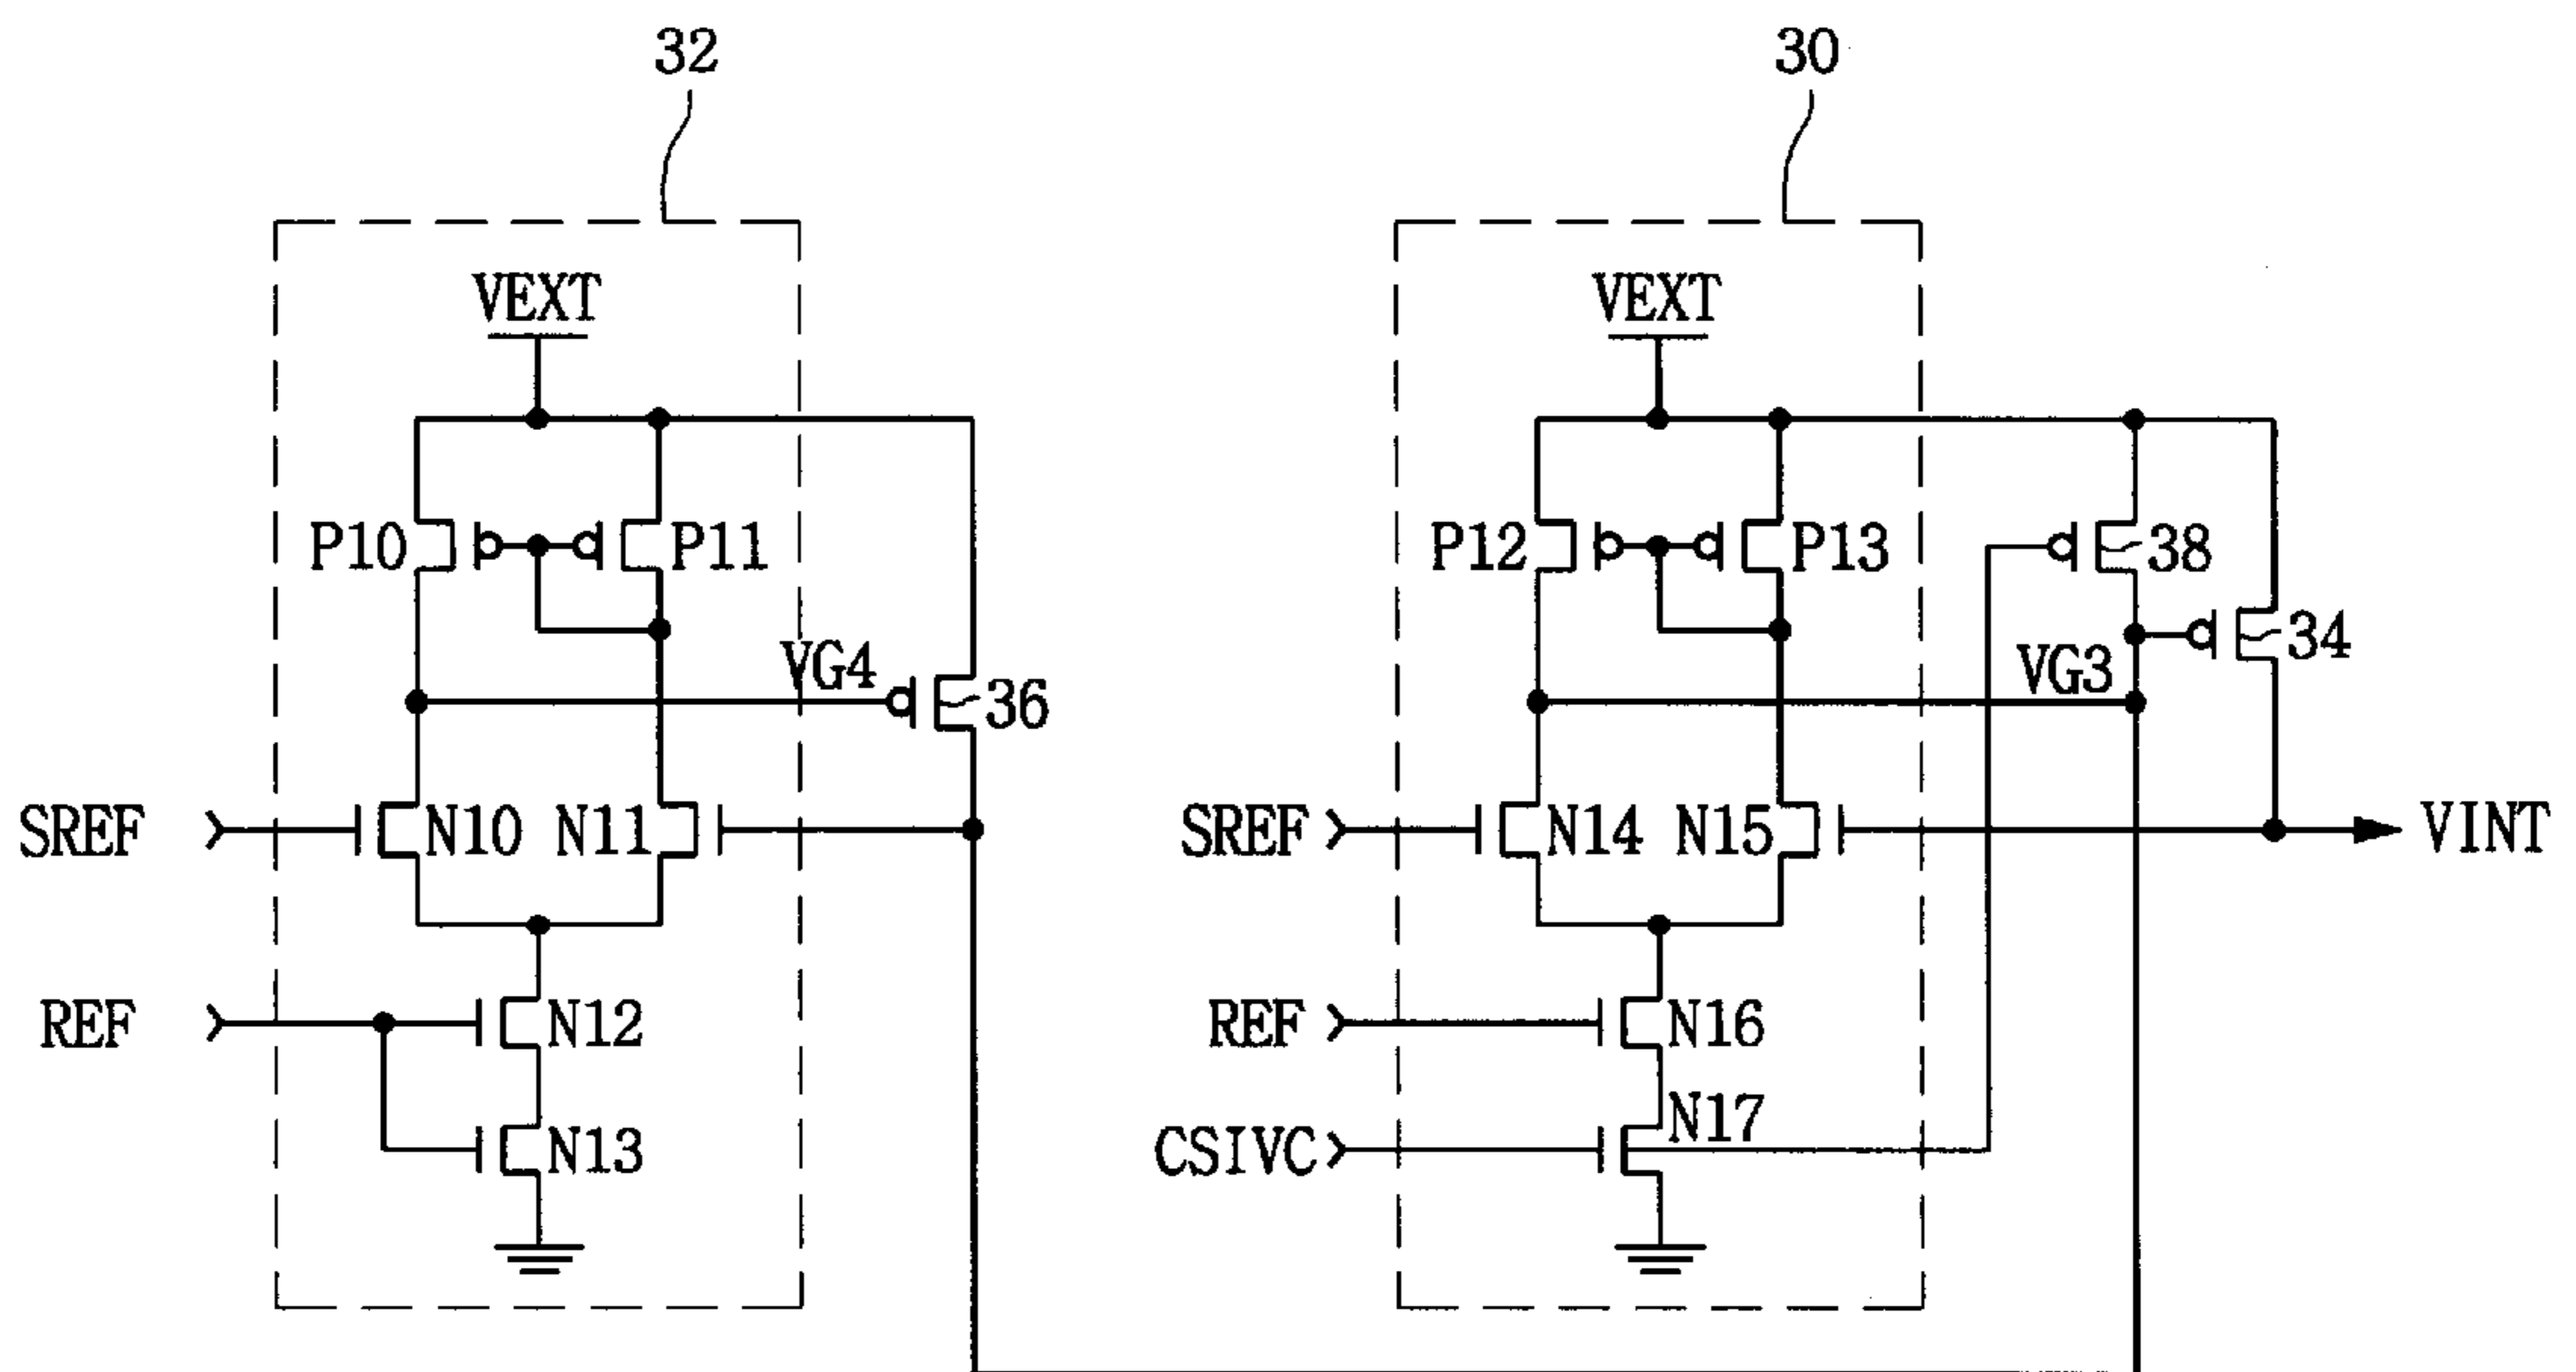 32
30
VEXT
VEXT
P10
P11
P12
P13
38
34
VG4
36
VG3
SREF
N10
N11
SREF
N14
N15
VINT
REF
N12
REF
N16
N13
CSIVC
N17